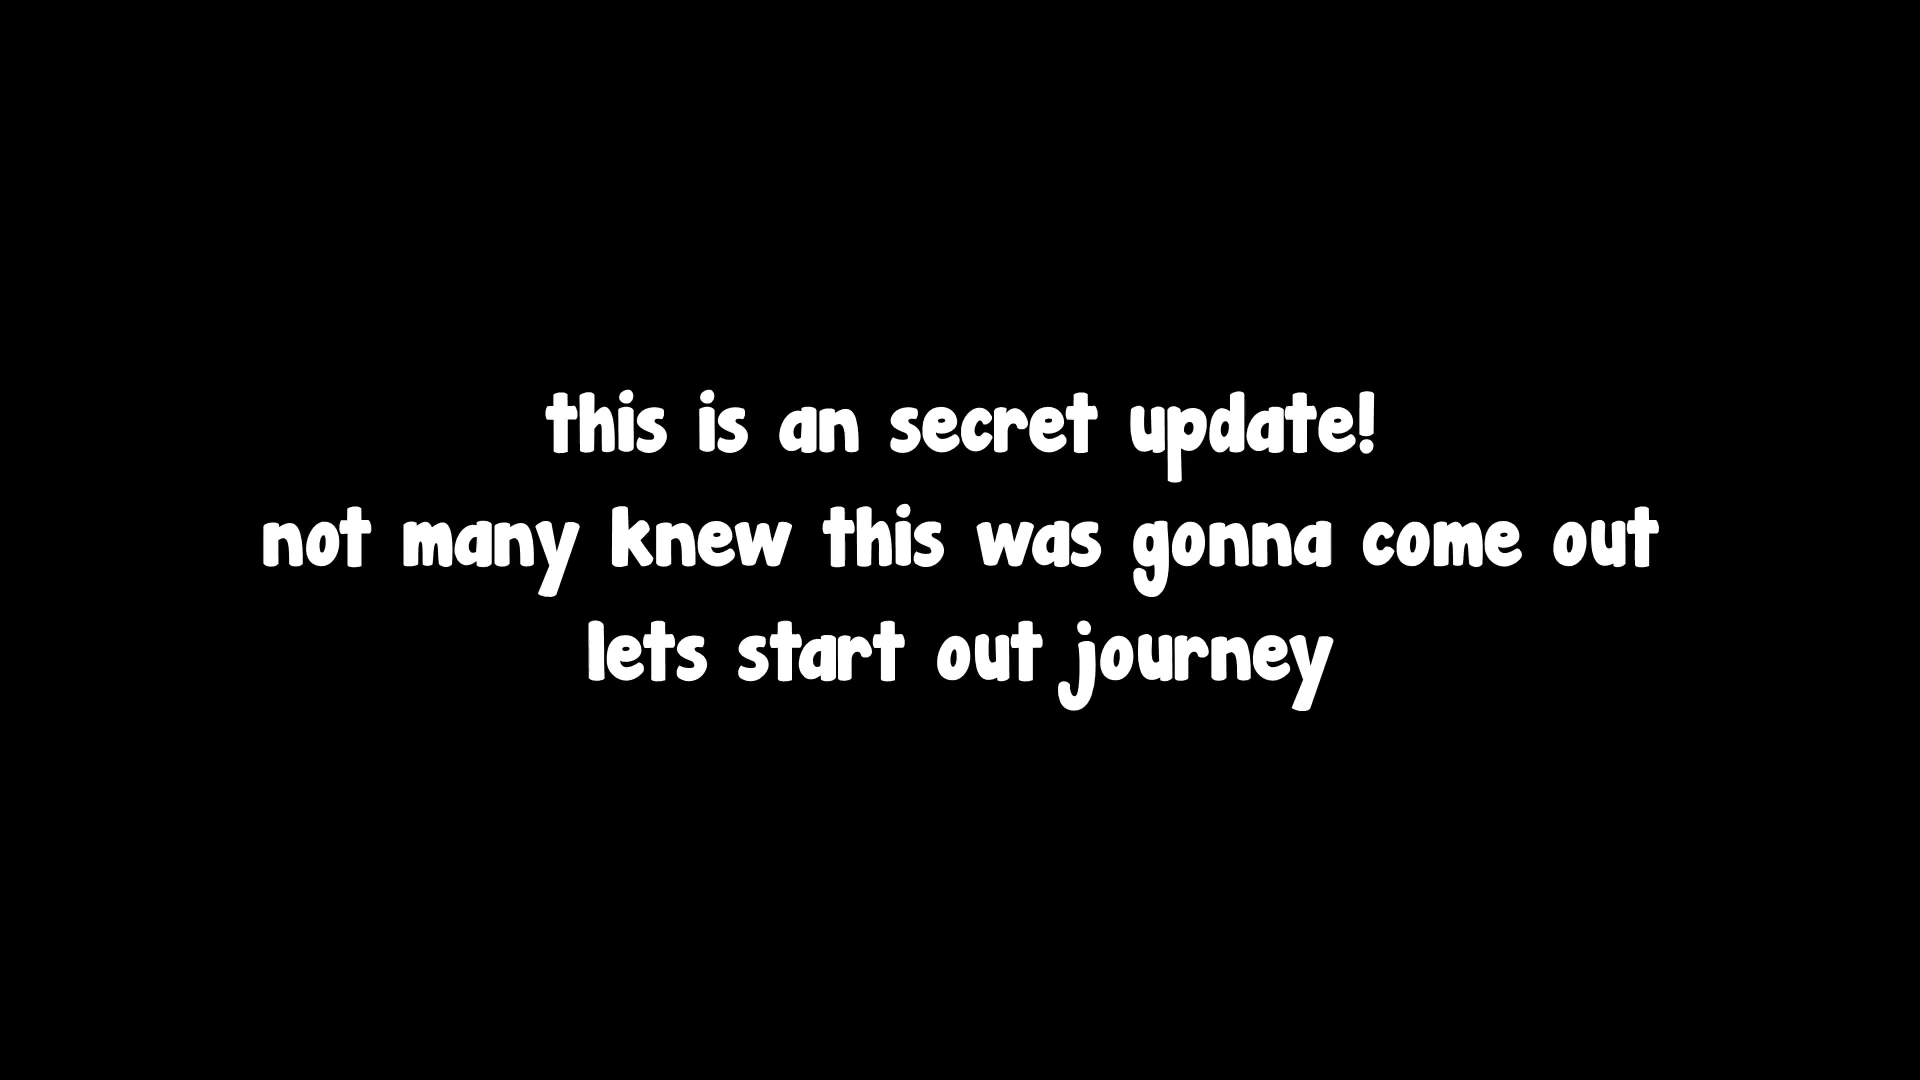 this is an secret update!
not many knew this was gonna come out
lets start out journey